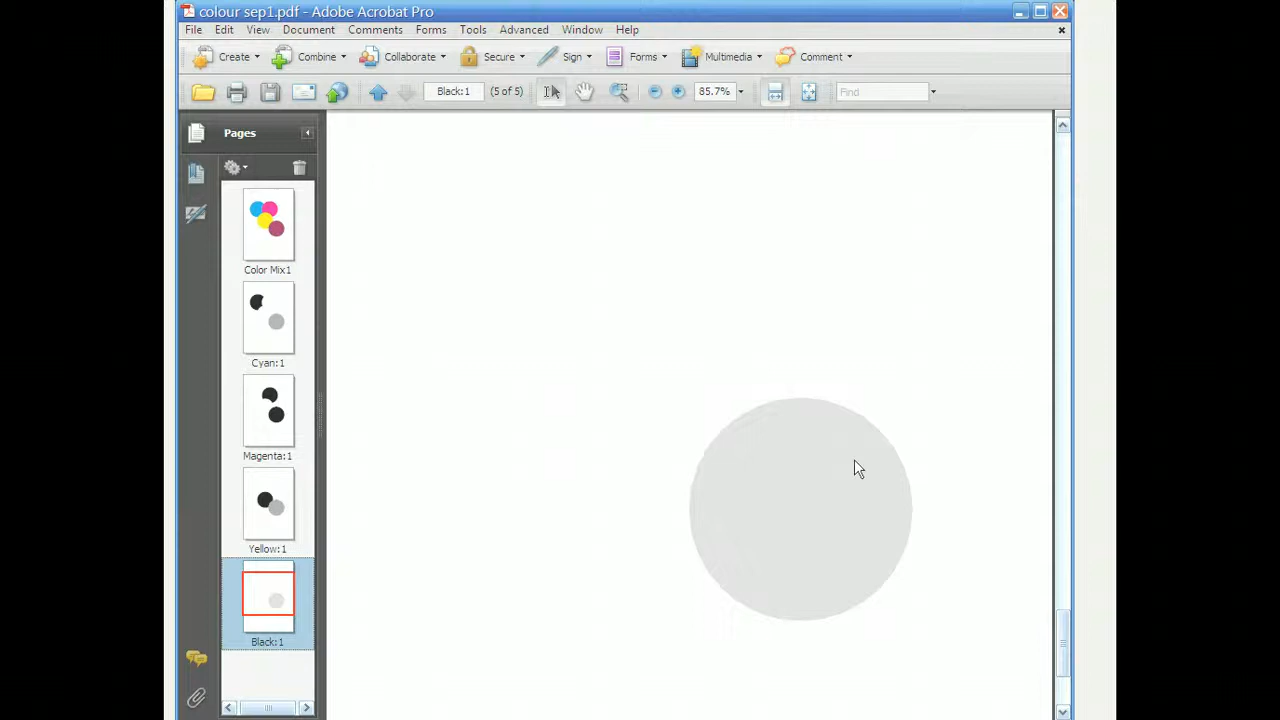 colour sep1.pdf - Adobe Acrobat Pro
File Edit View Document Comments Forms Tools Advanced Window Help
Create Combine Collaborate Secure Sign Forms Multimedia Comment
Black:1 (5 of 5) 85.7% Find
Pages
Color Mix1
Cyan:1
Magenta:1
Yellow:1
Black:1